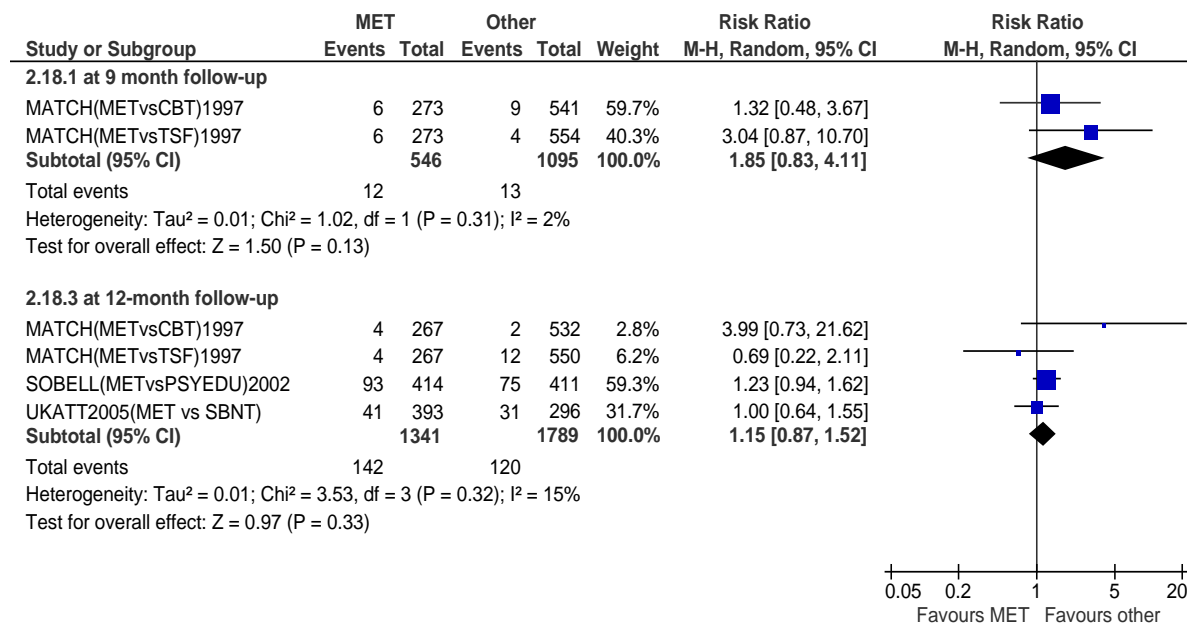 MET Other Risk Ratio Risk Ratio
Study or Subgroup Events Total Events Total Weight M-H, Random, 95% CI M-H, Random, 95% CI
2.18.1 at 9 month follow-up
MATCH(METvsCBT)1997 6 273 9 541 59.7% 1.32 [0.48, 3.67]
MATCH(METvsTSF)1997 6 273 4 554 40.3% 3.04 [0.87, 10.70]
Subtotal (95% CI) 546 1095 100.0% 1.85 [0.83, 4.11]
Total events 12 13
Heterogeneity: Tau² = 0.01; Chi² = 1.02, df = 1 (P = 0.31); I² = 2%
Test for overall effect: Z = 1.50 (P = 0.13)
2.18.3 at 12-month follow-up
MATCH(METvsCBT)1997 4 267 2 532 2.8% 3.99 [0.73, 21.62]
MATCH(METvsTSF)1997 4 267 12 550 6.2% 0.69 [0.22, 2.11]
SOBELL(METvsPSYEDU)2002 93 414 75 411 59.3% 1.23 [0.94, 1.62]
UKATT2005(MET vs SBNT) 41 393 31 296 31.7% 1.00 [0.64, 1.55]
Subtotal (95% CI) 1341 1789 100.0% 1.15 [0.87, 1.52]
Total events 142 120
Heterogeneity: Tau² = 0.01; Chi² = 3.53, df = 3 (P = 0.32); I² = 15%
Test for overall effect: Z = 0.97 (P = 0.33)
0.05 0.2 1 5 20
Favours MET Favours other